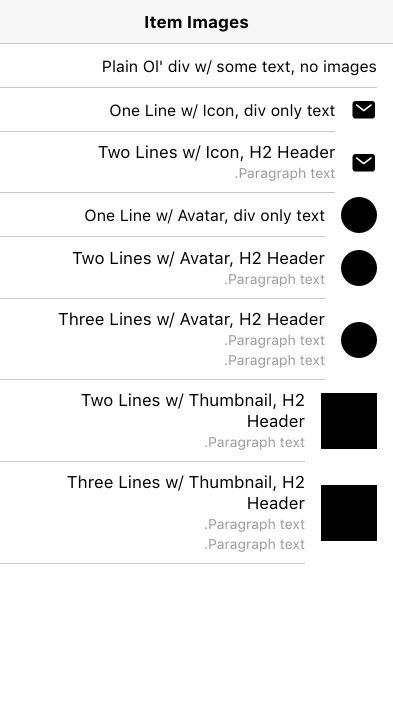 Item Images
Plain Ol' div w/ some text, no images
One Line w/ Icon, div only text
Two Lines w/ Icon, H2 Header
.Paragraph text
One Line w/ Avatar, div only text
Two Lines w/ Avatar, H2 Header
.Paragraph text
Three Lines w/ Avatar, H2 Header
.Paragraph text
.Paragraph text
Two Lines w/ Thumbnail, H2
Header
.Paragraph text
Three Lines w/ Thumbnail, H2
Header
.Paragraph text
.Paragraph text